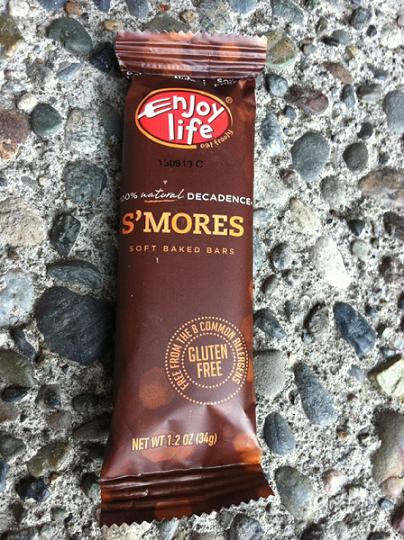 enjoy
life®
eat freely
150913 C
100% natural DECADENCE
S'MORES
SOFT BAKED BARS
FREE FROM THE 8 COMMON ALLERGENS
GLUTEN
FREE
NET WT 1.2 OZ (34g)